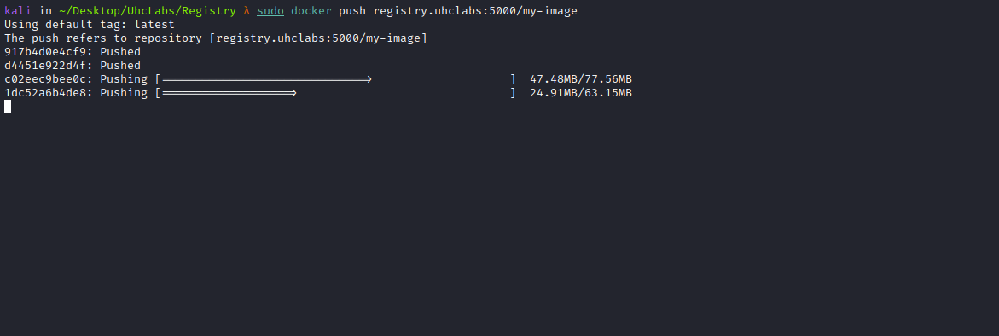 kali in ~/Desktop/UhcLabs/Registry λ sudo docker push registry.uhclabs:5000/my-image
Using default tag: latest
The push refers to repository [registry.uhclabs:5000/my-image]
917b4d0e4cf9: Pushed
d4451e922d4f: Pushed
c02eec9bee0c: Pushing [==============================>                    ]  47.48MB/77.56MB
1dc52a6b4de8: Pushing [===================>                               ]  24.91MB/63.15MB